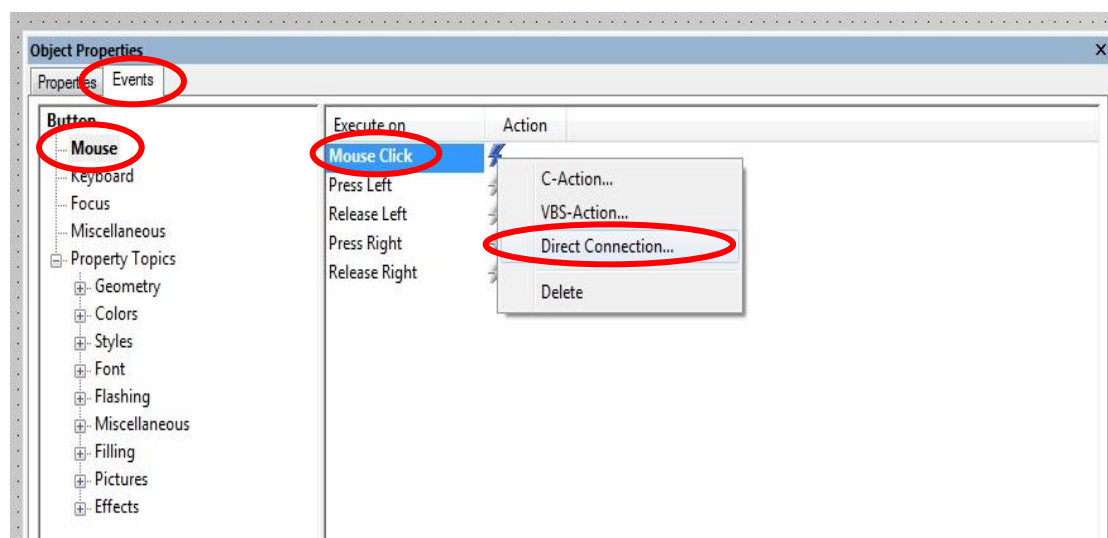 Object Properties
X
Properties Events
Button
Mouse
Keyboard
Focus
Miscellaneous
Property Topics
Geometry
Colors
Styles
Font
Flashing
Miscellaneous
Filling
Pictures
Effects
Execute on Action
Mouse Click
Press Left
Release Left
Press Right
Release Right
C-Action...
VBS-Action...
Direct Connection...
Delete